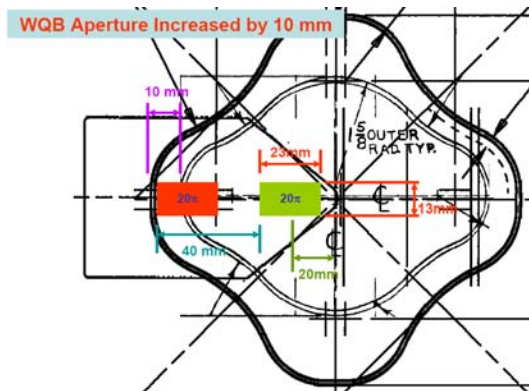 WQB Aperture Increased by 10 mm
10 mm
1 5/8 OUTER
RAD TYP.
23mm
20π
20π
℄
13mm
40 mm
20mm
℄